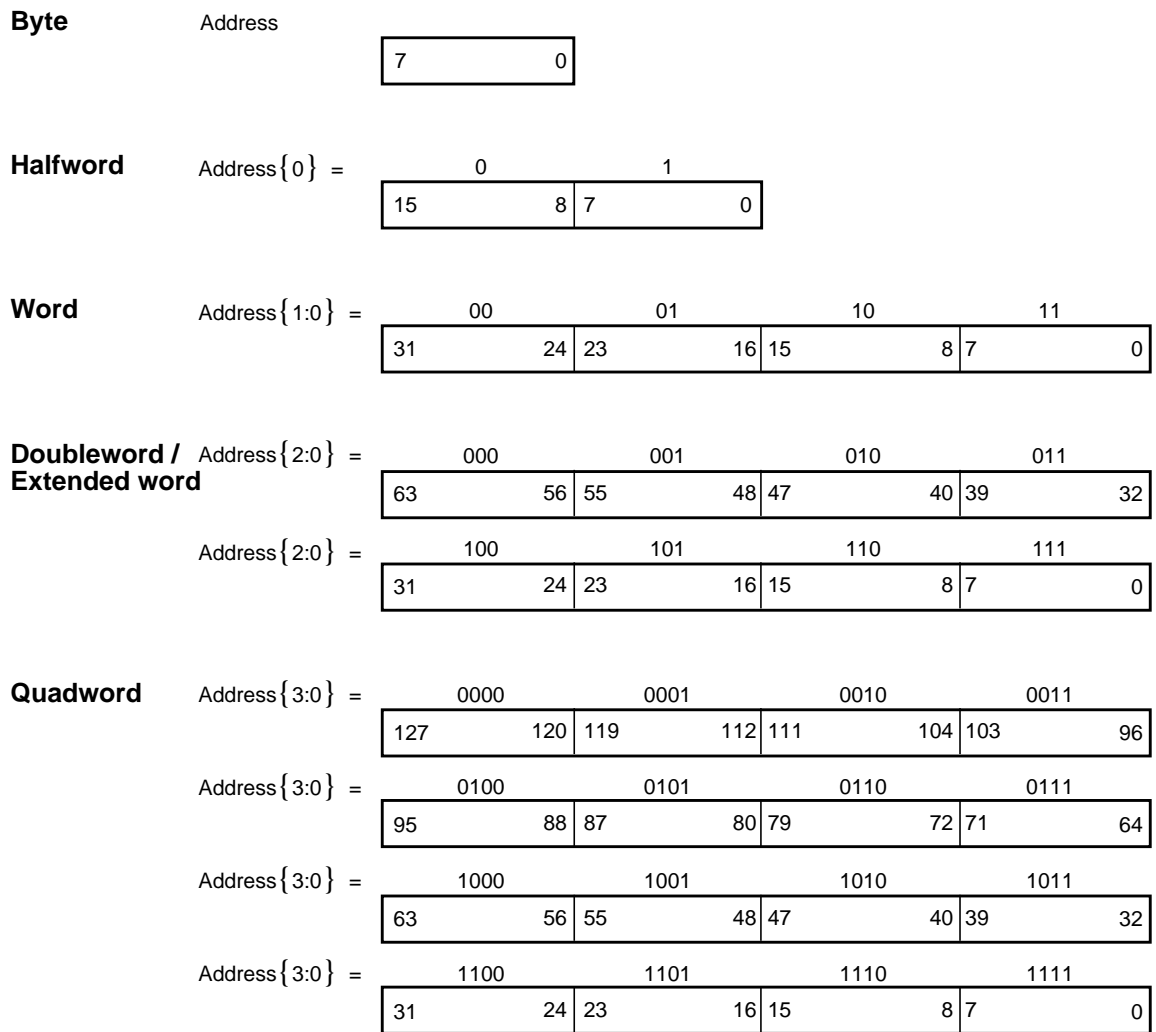 Byte Address
7 0
Halfword Address{0} = 0 1
15 8 7 0
Word Address{1:0} = 00 01 10 11
31 24 23 16 15 8 7 0
Doubleword / Address{2:0} = 000 001 010 011
Extended word
63 56 55 48 47 40 39 32
Address{2:0} = 100 101 110 111
31 24 23 16 15 8 7 0
Quadword Address{3:0} = 0000 0001 0010 0011
127 120 119 112 111 104 103 96
Address{3:0} = 0100 0101 0110 0111
95 88 87 80 79 72 71 64
Address{3:0} = 1000 1001 1010 1011
63 56 55 48 47 40 39 32
Address{3:0} = 1100 1101 1110 1111
31 24 23 16 15 8 7 0